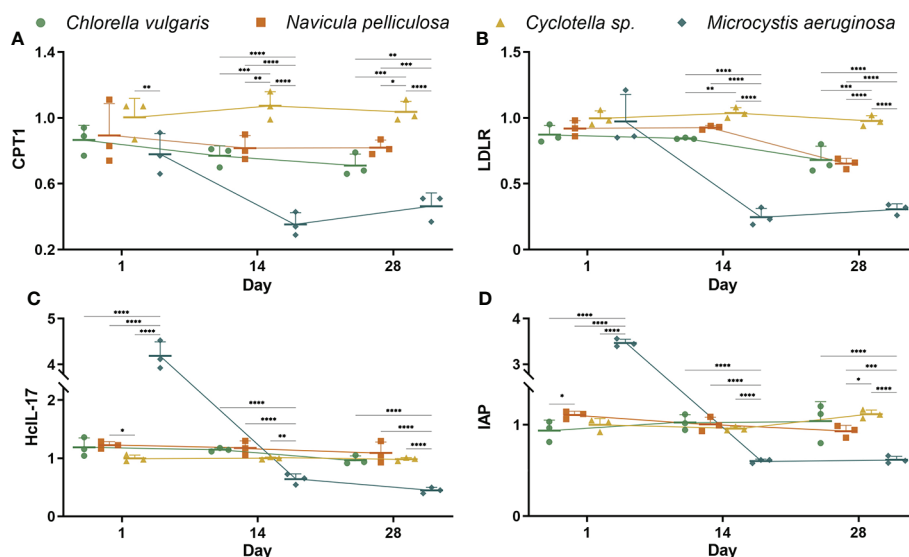 Chlorella vulgaris Navicula pelliculosa Cyclotella sp. Microcystis aeruginosa
A
CPT1
1.4
1.0
0.6
0.2
** **** **** *** ** **** ** *** *** * ****
1 14 28
Day
B
LDLR
1.5
1.0
0.5
0
**** **** ** **** **** **** *** **** ****
1 14 28
Day
C
HcIL-17
5
4
2
1
0
**** **** **** * **** **** ** **** **** ****
1 14 28
Day
D
IAP
4
3
2
1
0
**** **** **** * **** **** **** **** *** * ****
1 14 28
Day